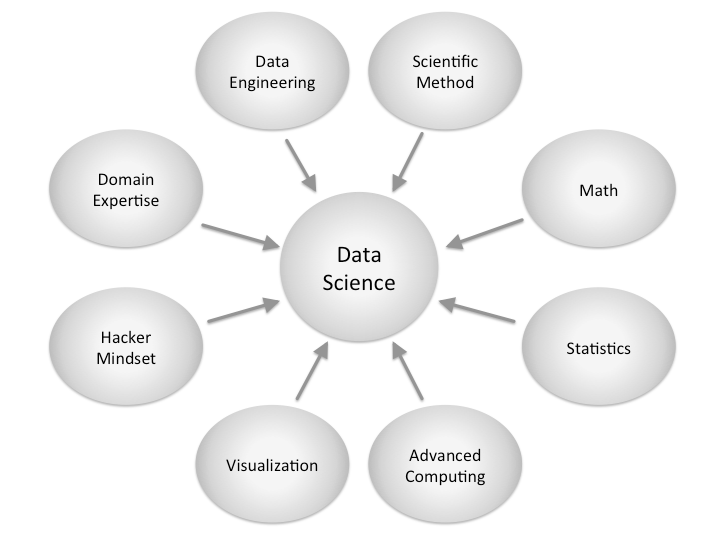 Data
Engineering
Scientific
Method
Domain
Expertise
Math
Data
Science
Hacker
Mindset
Statistics
Visualization
Advanced
Computing